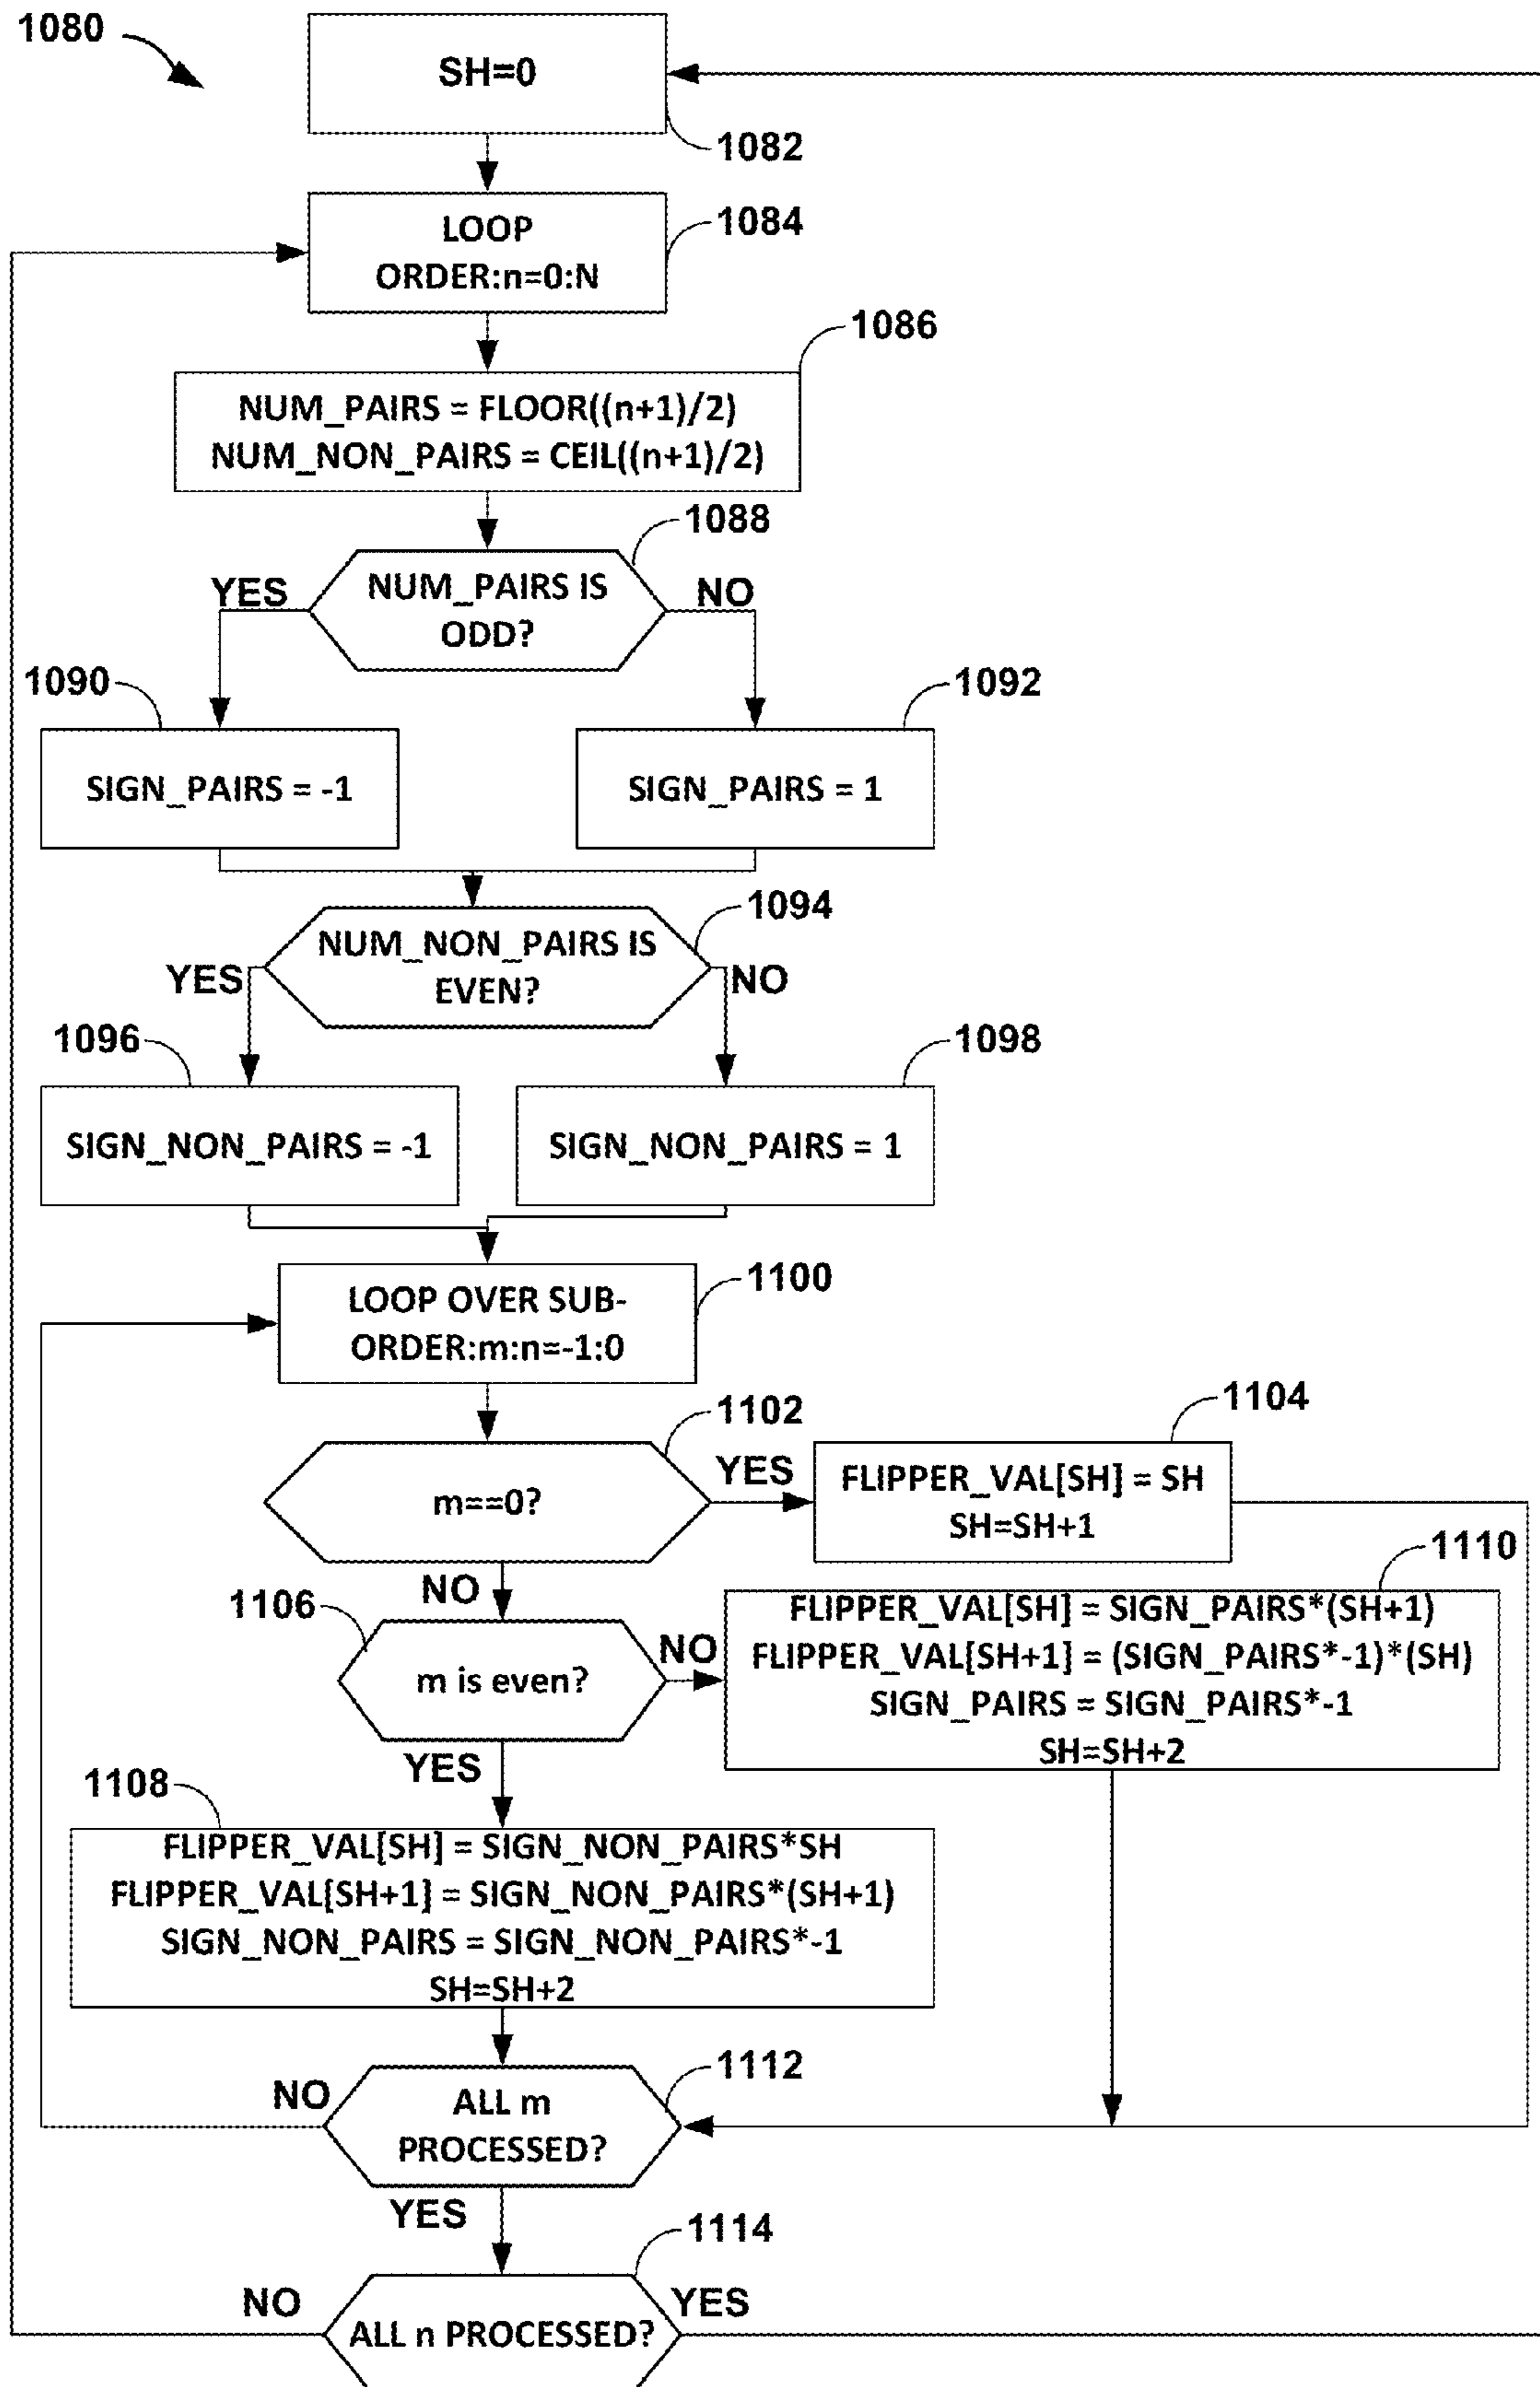 1080
SH=0
1082
LOOP
ORDER:n=0:N
1084
1086
NUM_PAIRS = FLOOR((n+1)/2)
NUM_NON_PAIRS = CEIL((n+1)/2)
1088
NUM_PAIRS IS
ODD?
YES
NO
1090
1092
SIGN_PAIRS = -1
SIGN_PAIRS = 1
1094
NUM_NON_PAIRS IS
EVEN?
YES
NO
1096
1098
SIGN_NON_PAIRS = -1
SIGN_NON_PAIRS = 1
1100
LOOP OVER SUB-
ORDER:m:n=-1:0
1102
m==0?
YES
1104
FLIPPER_VAL[SH] = SH
SH=SH+1
NO
1106
m is even?
NO
1110
FLIPPER_VAL[SH] = SIGN_PAIRS*(SH+1)
FLIPPER_VAL[SH+1] = (SIGN_PAIRS*-1)*(SH)
SIGN_PAIRS = SIGN_PAIRS*-1
SH=SH+2
YES
1108
FLIPPER_VAL[SH] = SIGN_NON_PAIRS*SH
FLIPPER_VAL[SH+1] = SIGN_NON_PAIRS*(SH+1)
SIGN_NON_PAIRS = SIGN_NON_PAIRS*-1
SH=SH+2
1112
ALL m
PROCESSED?
NO
YES
1114
ALL n PROCESSED?
NO
YES